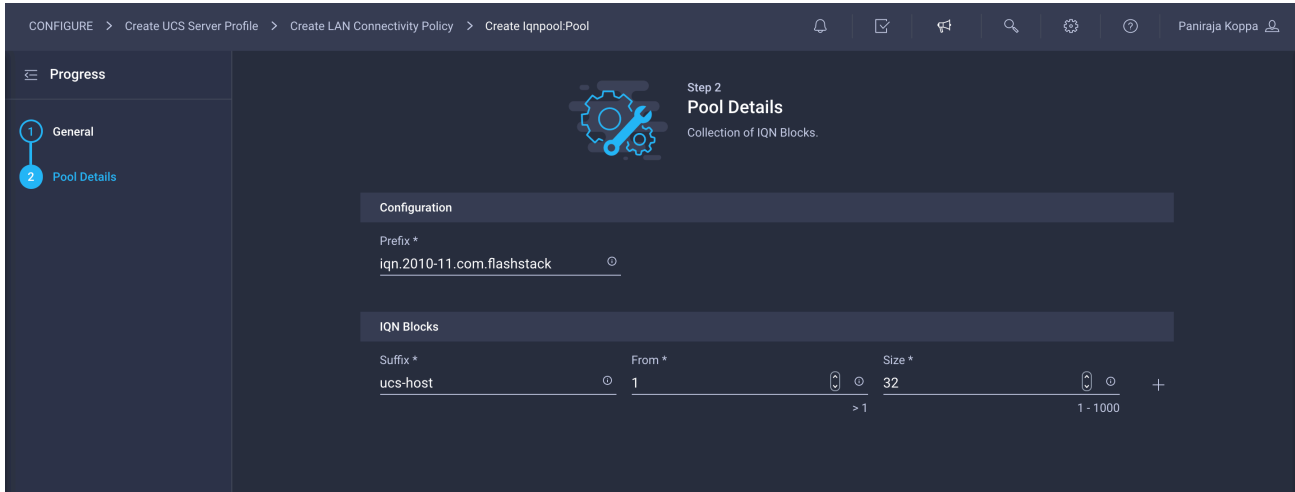 CONFIGURE > Create UCS Server Profile > Create LAN Connectivity Policy > Create Iqnpool:Pool Paniraja Koppa
Progress
1 General
2 Pool Details
Step 2
Pool Details
Collection of IQN Blocks.
Configuration
Prefix *
iqn.2010-11.com.flashstack
IQN Blocks
Suffix * From * Size *
ucs-host 1 32
> 1 1 - 1000